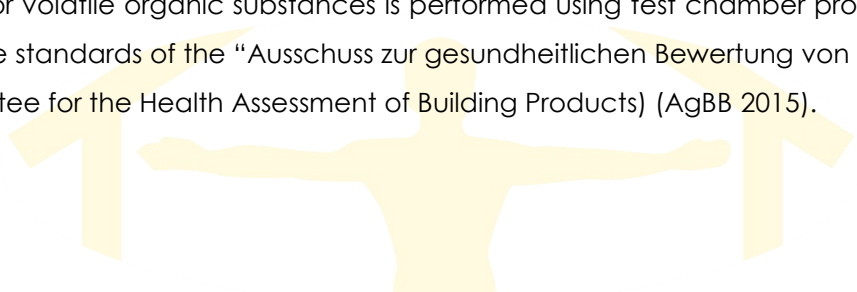 or volatile organic substances is performed using test chamber pro
e standards of the “Ausschuss zur gesundheitlichen Bewertung von
tee for the Health Assessment of Building Products) (AgBB 2015).